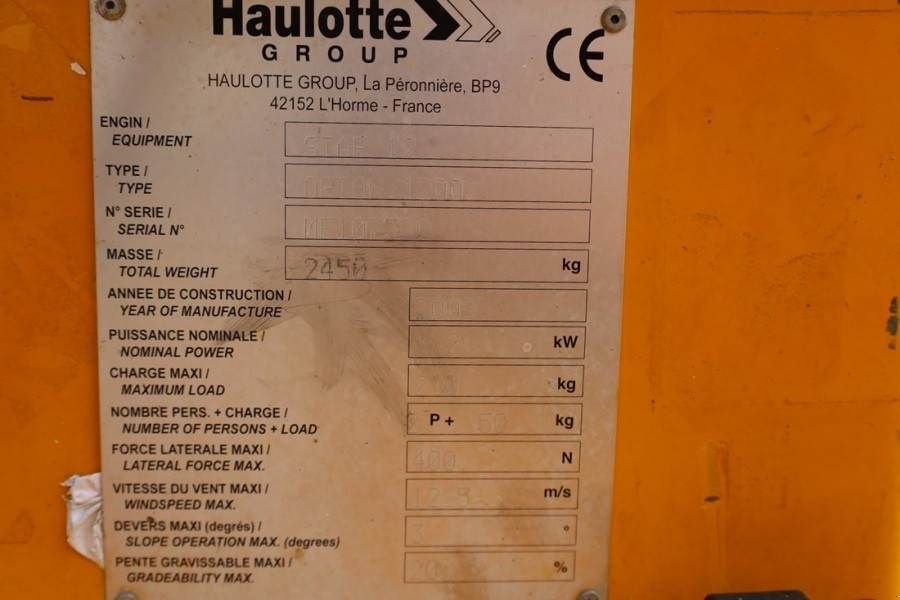 Haulotte
GROUP
CE
HAULOTTE GROUP, La Péronnière, BP9
42152 L'Horme - France
ENGIN /
EQUIPMENT
STAR 13
TYPE /
TYPE
N° SERIE /
SERIAL N°
MASSE /
TOTAL WEIGHT
2450 kg
ANNEE DE CONSTRUCTION /
YEAR OF MANUFACTURE
PUISSANCE NOMINALE /
NOMINAL POWER
kW
CHARGE MAXI /
MAXIMUM LOAD
kg
NOMBRE PERS. + CHARGE /
NUMBER OF PERSONS + LOAD
P + kg
FORCE LATERALE MAXI /
LATERAL FORCE MAX.
400 N
VITESSE DU VENT MAXI /
WINDSPEED MAX.
12.5 m/s
DEVERS MAXI (degrés) /
SLOPE OPERATION MAX. (degrees)
3 °
PENTE GRAVISSABLE MAXI /
GRADEABILITY MAX.
%